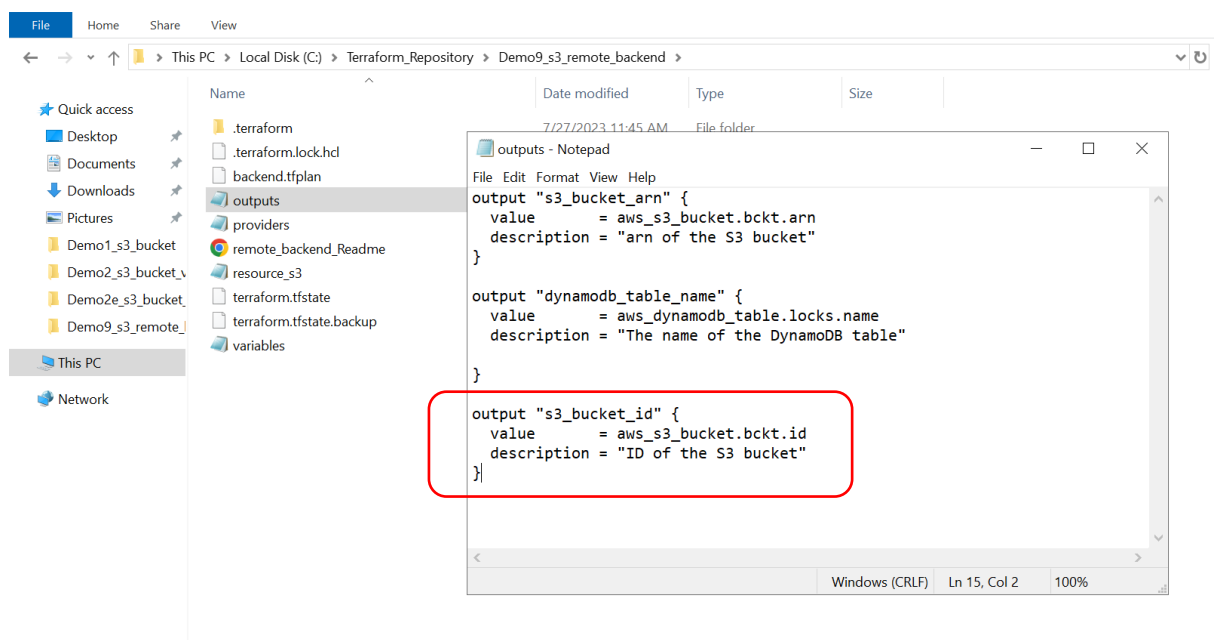 File Home Share View
This PC > Local Disk (C:) > Terraform_Repository > Demo9_s3_remote_backend >
Quick access
Desktop
Documents
Downloads
Pictures
Demo1_s3_bucket
Demo2_s3_bucket_v
Demo2e_s3_bucket_
Demo9_s3_remote_l
This PC
Network
Name Date modified Type Size
.terraform 7/27/2023 11:45 AM File folder
.terraform.lock.hcl
backend.tfplan
outputs
providers
remote_backend_Readme
resource_s3
terraform.tfstate
terraform.tfstate.backup
variables
outputs - Notepad
File Edit Format View Help
output "s3_bucket_arn" {
  value       = aws_s3_bucket.bckt.arn
  description = "arn of the S3 bucket"
}
output "dynamodb_table_name" {
  value       = aws_dynamodb_table.locks.name
  description = "The name of the DynamoDB table"
}
output "s3_bucket_id" {
  value       = aws_s3_bucket.bckt.id
  description = "ID of the S3 bucket"
}
Windows (CRLF) Ln 15, Col 2 100%